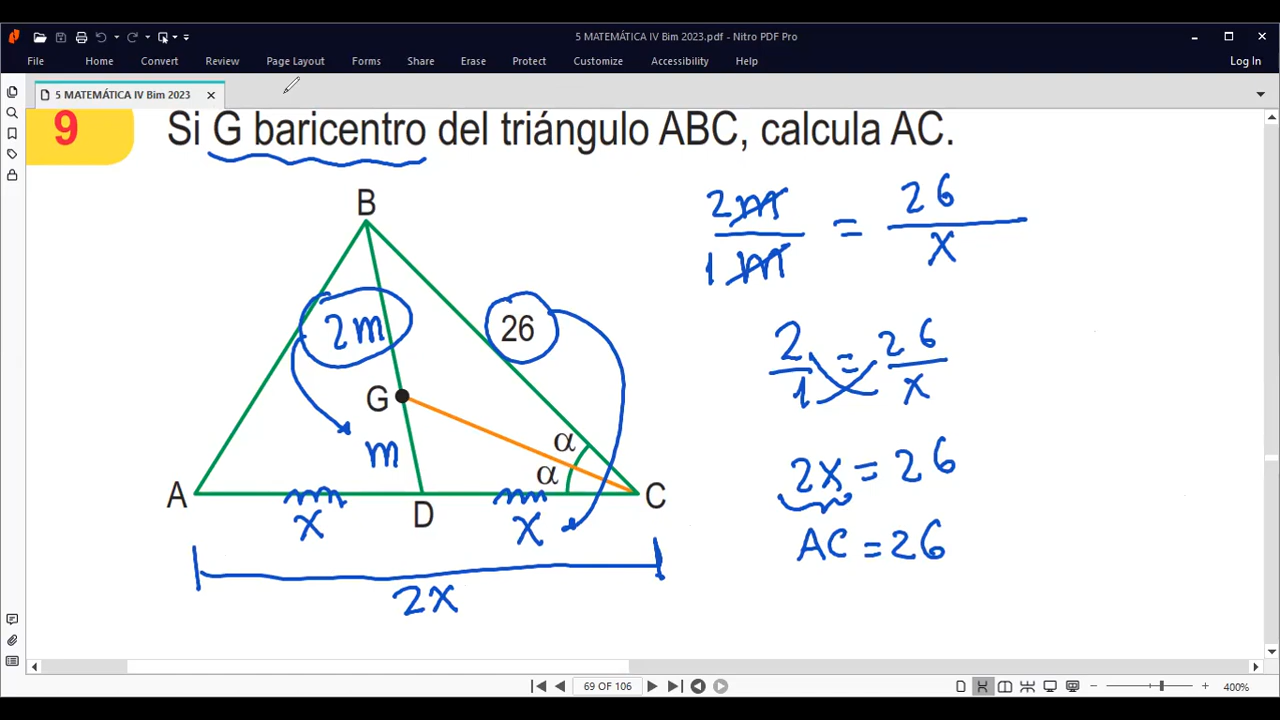 5 MATEMÁTICA IV Bim 2023.pdf - Nitro PDF Pro
File Home Convert Review Page Layout Forms Share Erase Protect Customize Accessibility Help Log In
5 MATEMÁTICA IV Bim 2023
9 Si G baricentro del triángulo ABC, calcula AC.
B
2m
26
G
m
α
α
A
D
C
x
x
2x
2m/1m = 26/x
2/1 = 26/x
2x = 26
AC = 26
69 OF 106
400%